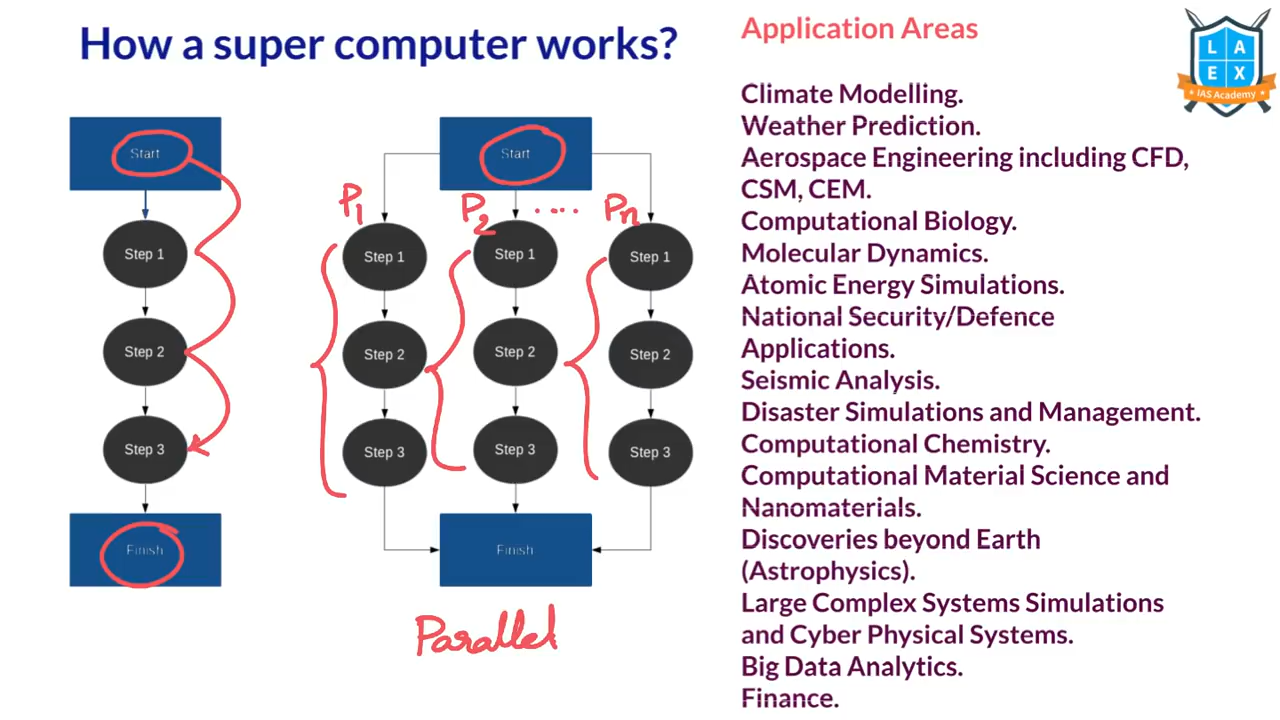 How a super computer works?
Start
Step 1
Step 2
Step 3
Finish
Start
P1
P2
....
Pn
Step 1
Step 1
Step 1
Step 2
Step 2
Step 2
Step 3
Step 3
Step 3
Finish
Parallel
Application Areas
Climate Modelling.
Weather Prediction.
Aerospace Engineering including CFD,
CSM, CEM.
Computational Biology.
Molecular Dynamics.
Atomic Energy Simulations.
National Security/Defence
Applications.
Seismic Analysis.
Disaster Simulations and Management.
Computational Chemistry.
Computational Material Science and
Nanomaterials.
Discoveries beyond Earth
(Astrophysics).
Large Complex Systems Simulations
and Cyber Physical Systems.
Big Data Analytics.
Finance.
L A
E X
IAS Academy